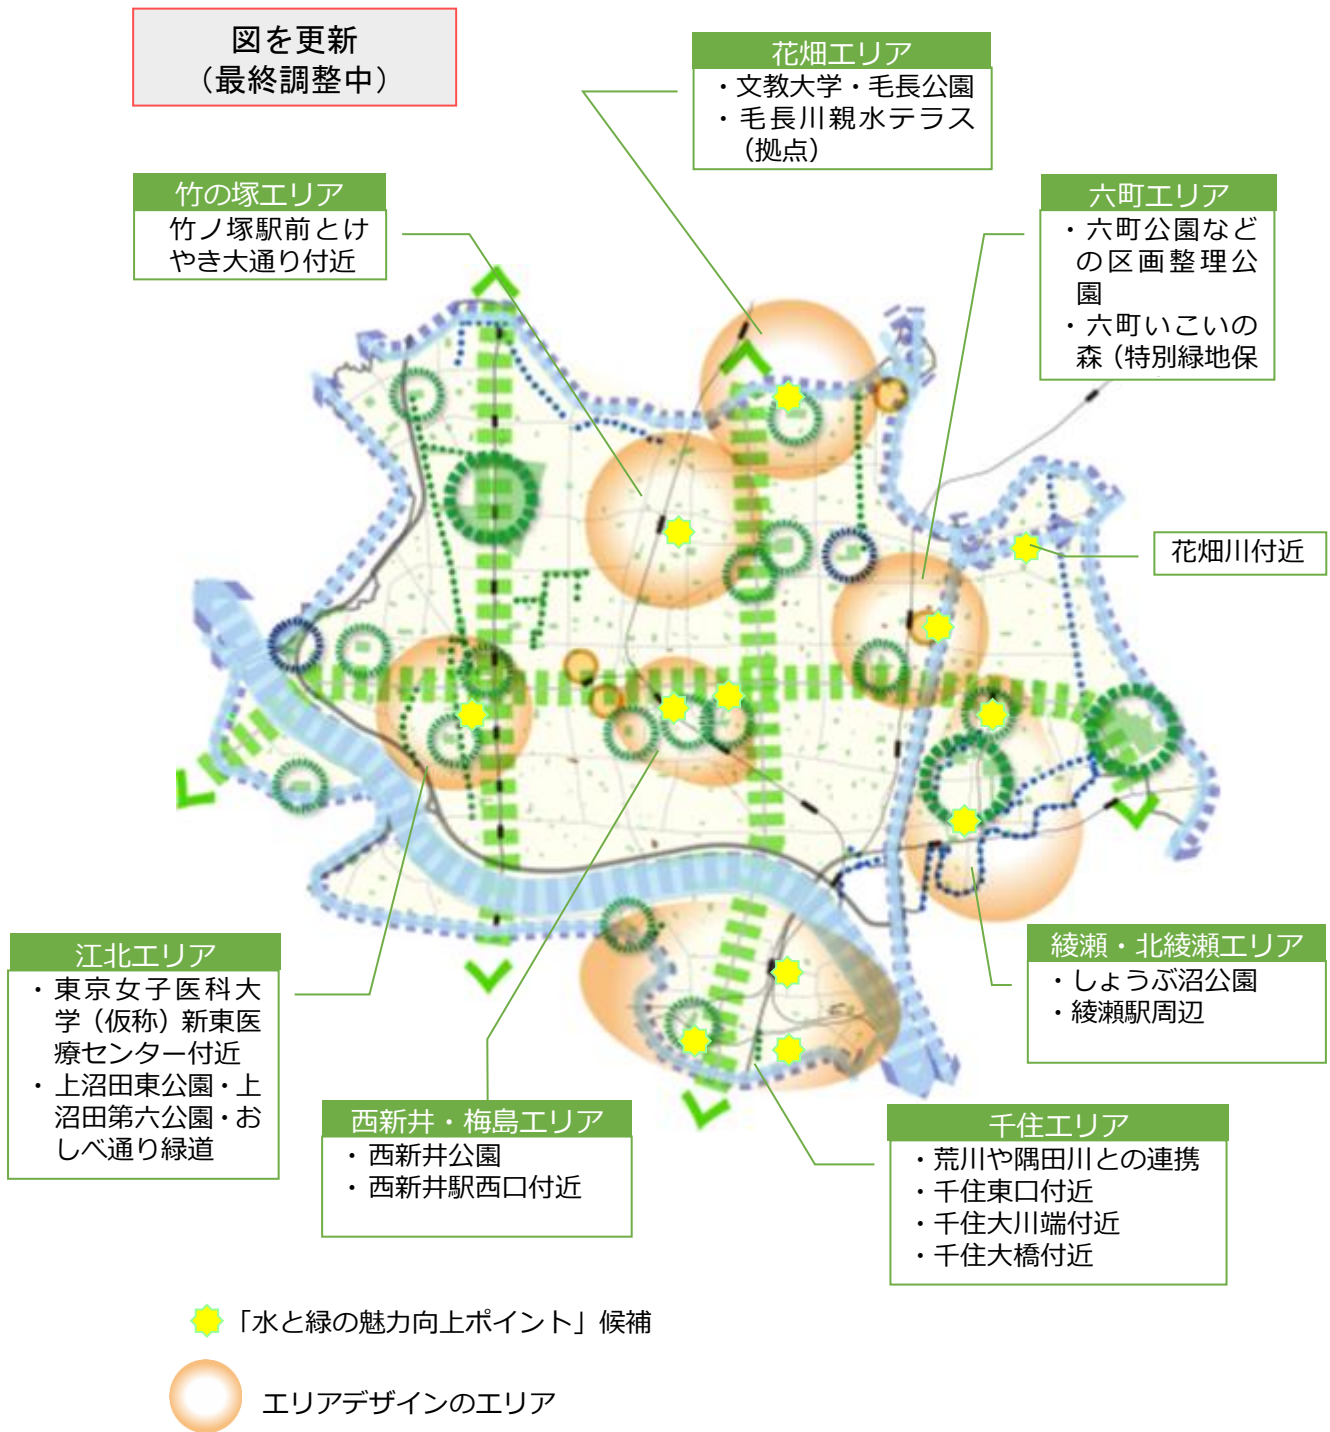 図を更新
（最終調整中）
花畑エリア
・文教大学・毛長公園
・毛長川親水テラス
（拠点）
竹の塚エリア
竹ノ塚駅前とけ
やき大通り付近
六町エリア
・六町公園など
の区画整理公
園
・六町いこいの
森（特別緑地保
花畑川付近
江北エリア
・東京女子医科大
学（仮称）新東医
療センター付近
・上沼田東公園・上
沼田第六公園・お
しべ通り緑道
西新井・梅島エリア
・西新井公園
・西新井駅西口付近
綾瀬・北綾瀬エリア
・しょうぶ沼公園
・綾瀬駅周辺
千住エリア
・荒川や隅田川との連携
・千住東口付近
・千住大川端付近
・千住大橋付近
「水と緑の魅力向上ポイント」候補
エリアデザインのエリア